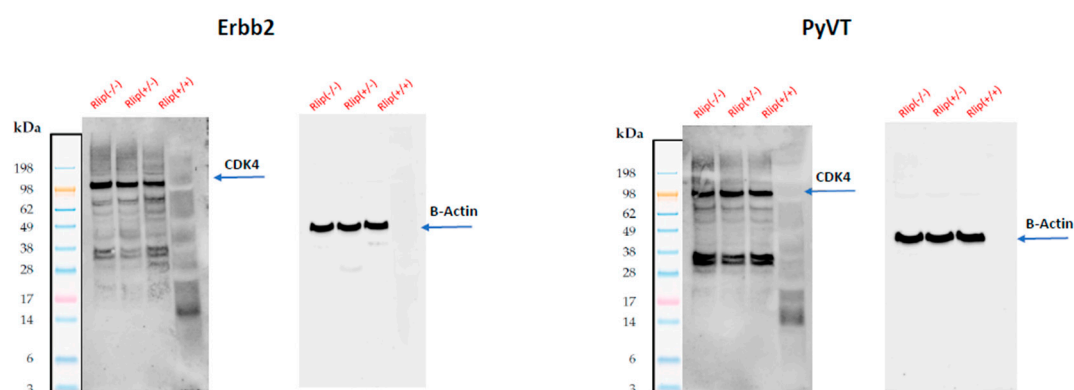 Erbb2
PyVT
Rlip(-/-) Rlip(+/-) Rlip(+/+)
Rlip(-/-) Rlip(+/-) Rlip(+/+)
Rlip(-/-) Rlip(+/-) Rlip(+/+)
Rlip(-/-) Rlip(+/-) Rlip(+/+)
kDa
198
98
62
49
38
28
17
14
6
3
CDK4
B-Actin
kDa
198
98
62
49
38
28
17
14
6
3
CDK4
B-Actin